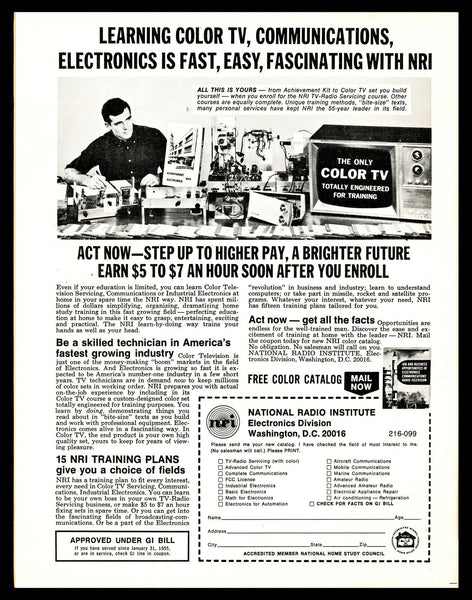 LEARNING COLOR TV, COMMUNICATIONS,
ELECTRONICS IS FAST, EASY, FASCINATING WITH NRI
ALL THIS IS YOURS — from Achievement Kit to Color TV set you build
yourself — when you enroll for the NRI TV-Radio Servicing course. Other
courses are equally complete. Unique training methods, "bite-size" texts,
many personal services have kept NRI the 55-year leader in its field.
THE ONLY
COLOR TV
TOTALLY ENGINEERED
FOR TRAINING
ACT NOW—STEP UP TO HIGHER PAY, A BRIGHTER FUTURE
EARN $5 TO $7 AN HOUR SOON AFTER YOU ENROLL
Even if your education is limited, you can learn Color Tele-
vision Servicing, Communications or Industrial Electronics at
home in your spare time the NRI way. NRI has spent mil-
lions of dollars simplifying, organizing, dramatizing home
study training in this fast growing field — perfecting educa-
tion at home to make it easy to grasp, entertaining, exciting
and practical. The NRI learn-by-doing way trains your
hands as well as your head.
Be a skilled technician in America's
fastest growing industry Color Television is
just one of the money-making "boom" markets in the field
of Electronics. And Electronics is growing so fast it is ex-
pected to be America's number-one industry in a few short
years. TV technicians are in demand now to keep millions
of color sets in working order. NRI prepares you with actual
on-the-job experience by including in its
Color TV course a custom-designed color set
totally engineered for training purposes. You
learn by doing, demonstrating things you
read about in "bite-size" texts as you build
and work with professional equipment. Elec-
tronics comes alive in a fascinating way. In
Color TV, the end product is your own high
quality set, yours to keep for years of view-
ing pleasure.
15 NRI TRAINING PLANS
give you a choice of fields
NRI has a training plan to fit every interest,
every need in Color TV Servicing, Communi-
cations, Industrial Electronics. You can learn
to be your own boss in your own TV-Radio
Servicing business, or make $5 to $7 an hour
fixing sets in spare time. Or you can get into
the fascinating fields of broadcasting-com-
munications. Or be a part of the Electronics
APPROVED UNDER GI BILL
If you have served since January 31, 1955,
or are in service, check GI line in coupon.
"revolution" in business and industry; learn to understand
computers; or take part in missile, rocket and satellite pro-
grams. Whatever your interest, whatever your need, NRI
has fifteen training plans tailored for you.
Act now — get all the facts Opportunities are
endless for the well-trained man. Discover the ease and ex-
citement of training at home with the leader — NRI. Mail
the coupon today for new NRI color catalog.
No obligation. No salesman will call on you.
NATIONAL RADIO INSTITUTE, Elec-
tronics Division, Washington, D.C. 20016.
FREE COLOR CATALOG MAIL
NOW
nri
NATIONAL RADIO INSTITUTE
Electronics Division
Washington, D.C. 20016 216-099
Please send me your new catalog. I have checked the field of most interest to me.
(No salesman will call.) Please PRINT.
TV-Radio Servicing (with color)
Advanced Color TV
Complete Communications
FCC License
Industrial Electronics
Basic Electronics
Math for Electronics
Electronics for Automation
Aircraft Communications
Mobile Communications
Marine Communications
Amateur Radio
Advanced Amateur Radio
Electrical Appliance Repair
Air Conditioning — Refrigeration
CHECK FOR FACTS ON GI BILL
Name Age
Address
City State Zip
ACCREDITED MEMBER NATIONAL HOME STUDY COUNCIL